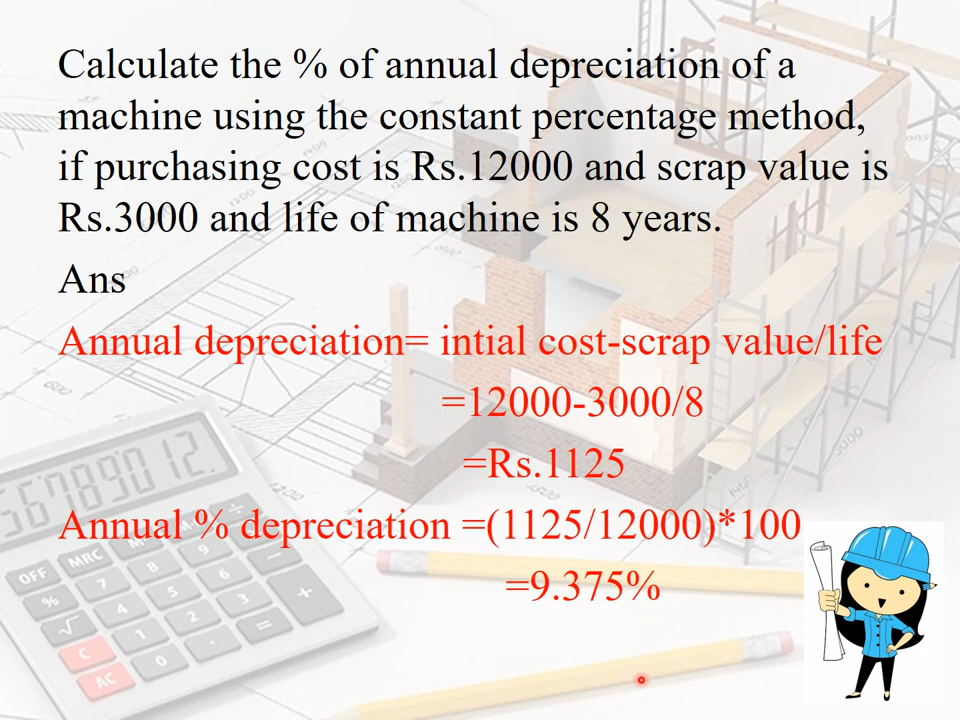 Calculate the % of annual depreciation of a
machine using the constant percentage method,
if purchasing cost is Rs.12000 and scrap value is
Rs.3000 and life of machine is 8 years.
Ans
Annual depreciation= intial cost-scrap value/life
=12000-3000/8
=Rs.1125
Annual % depreciation =(1125/12000)*100
=9.375%